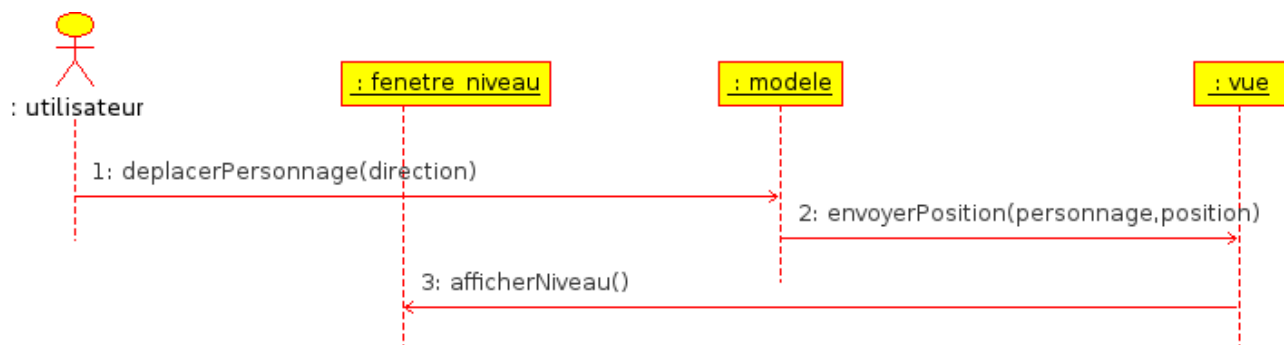 : utilisateur
: fenetre_niveau
: modele
: vue
1: deplacerPersonnage(direction)
2: envoyerPosition(personnage,position)
3: afficherNiveau()